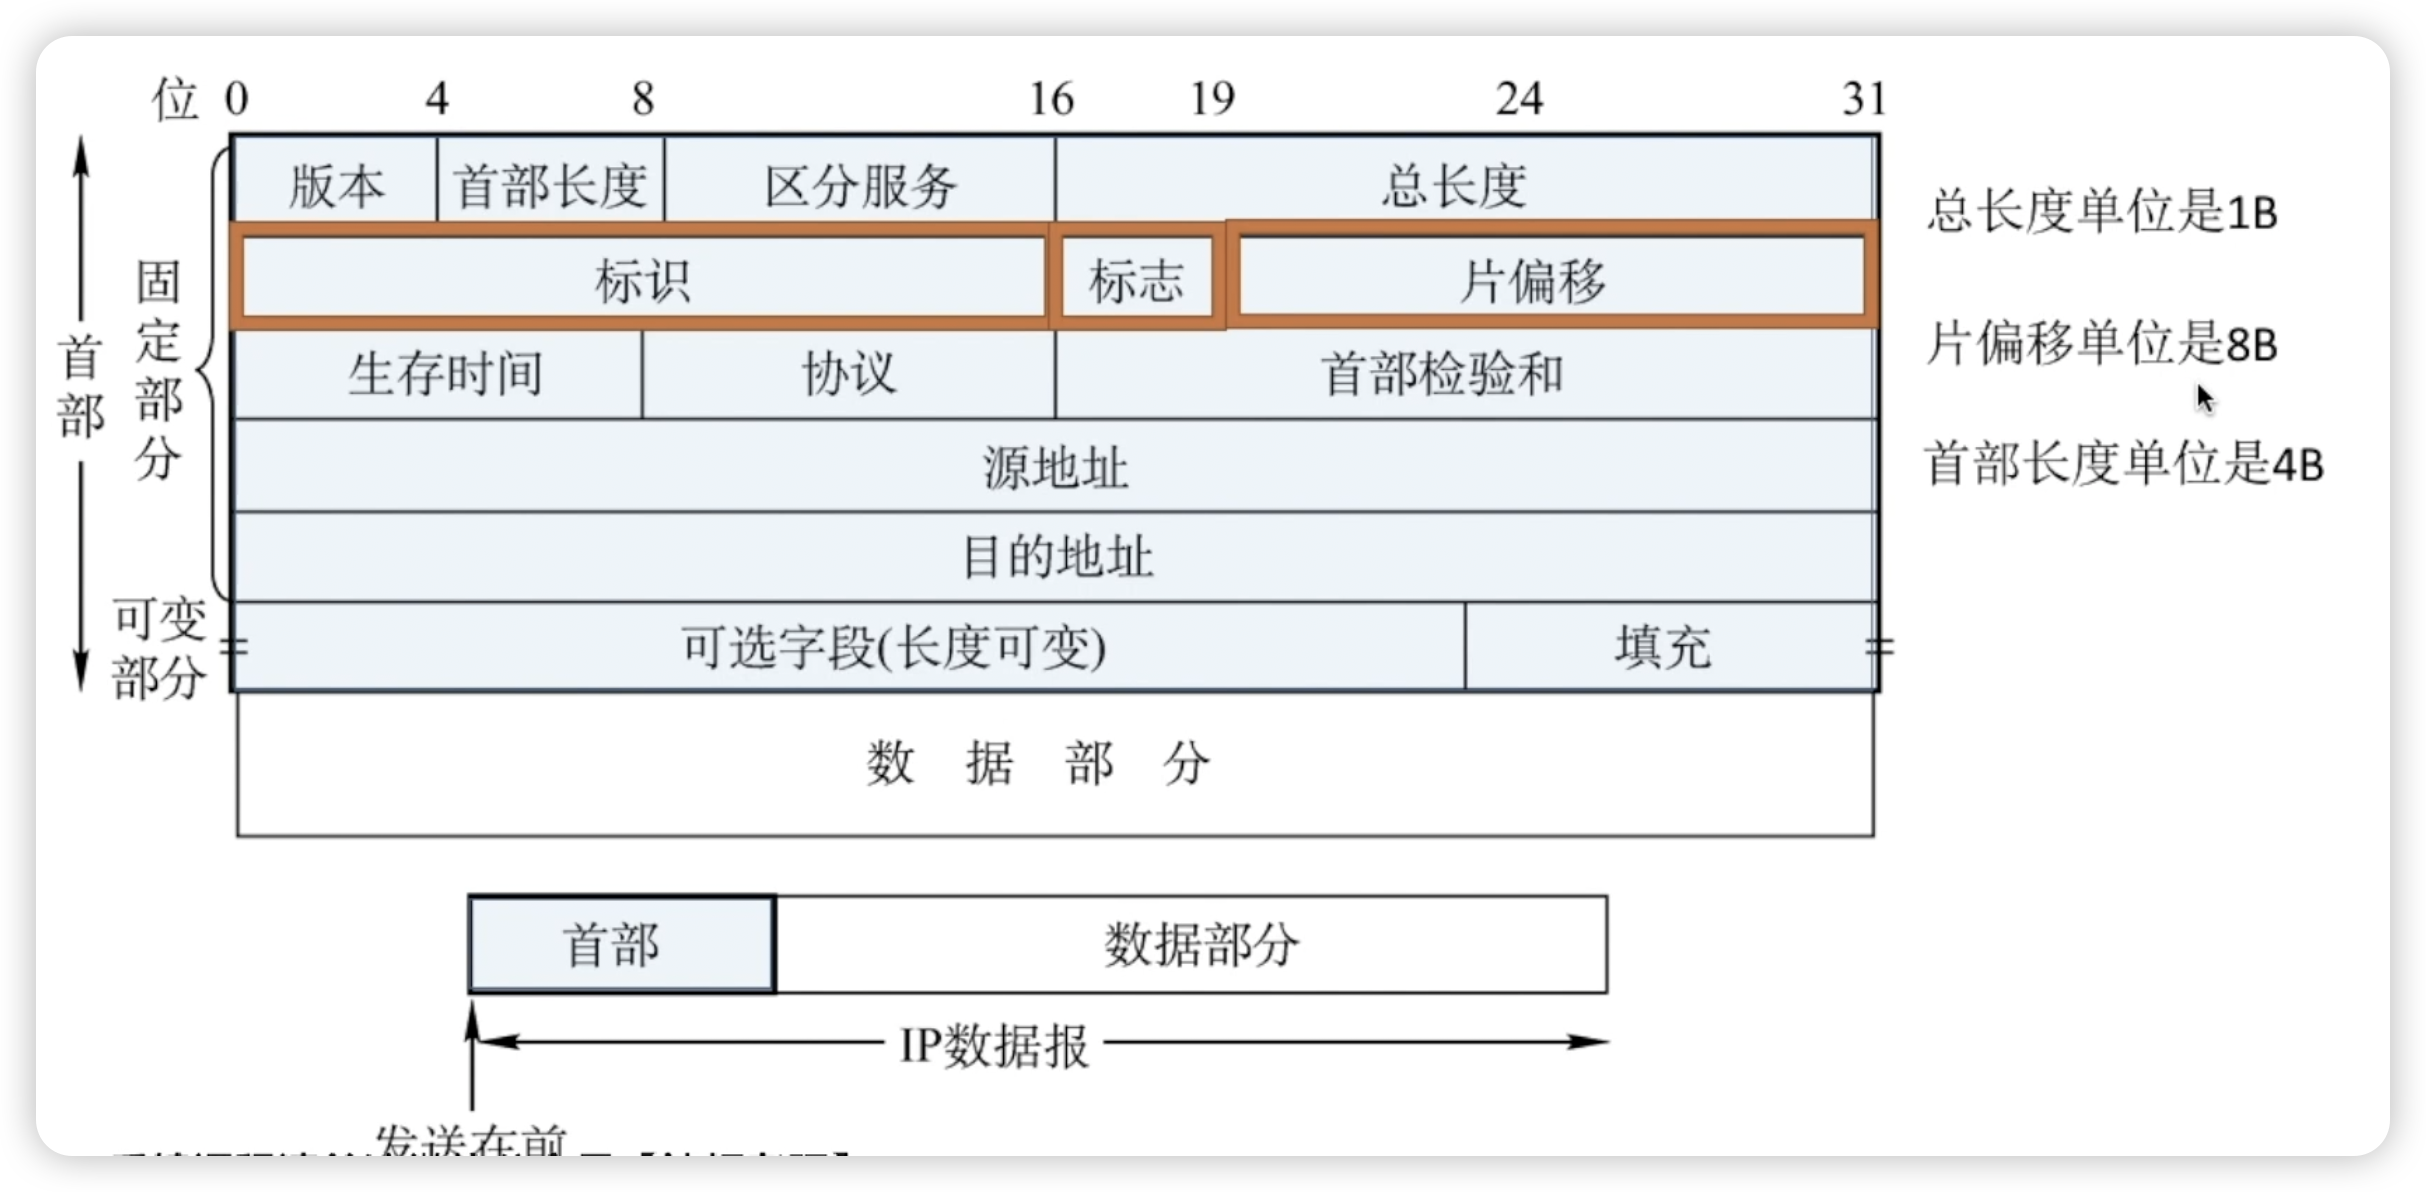 位 0 4 8 16 19 24 31
版本 首部长度 区分服务 总长度
总长度单位是1B
标识 标志 片偏移
片偏移单位是8B
生存时间 协议 首部检验和
首部长度单位是4B
源地址
目的地址
可选字段(长度可变) 填充
首部
固定部分
可变
部分
数据部分
首部 数据部分
IP数据报
发送在前